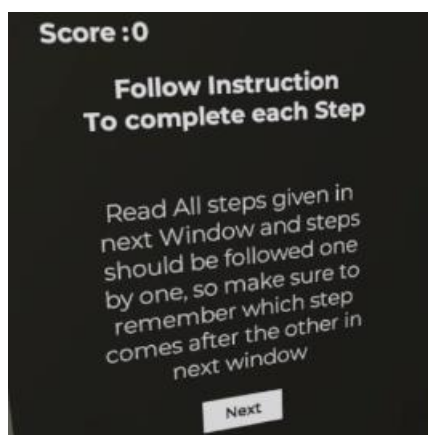 Score :0
Follow Instruction
To complete each Step
Read All steps given in
next Window and steps
should be followed one
by one, so make sure to
remember which step
comes after the other in
next window
Next